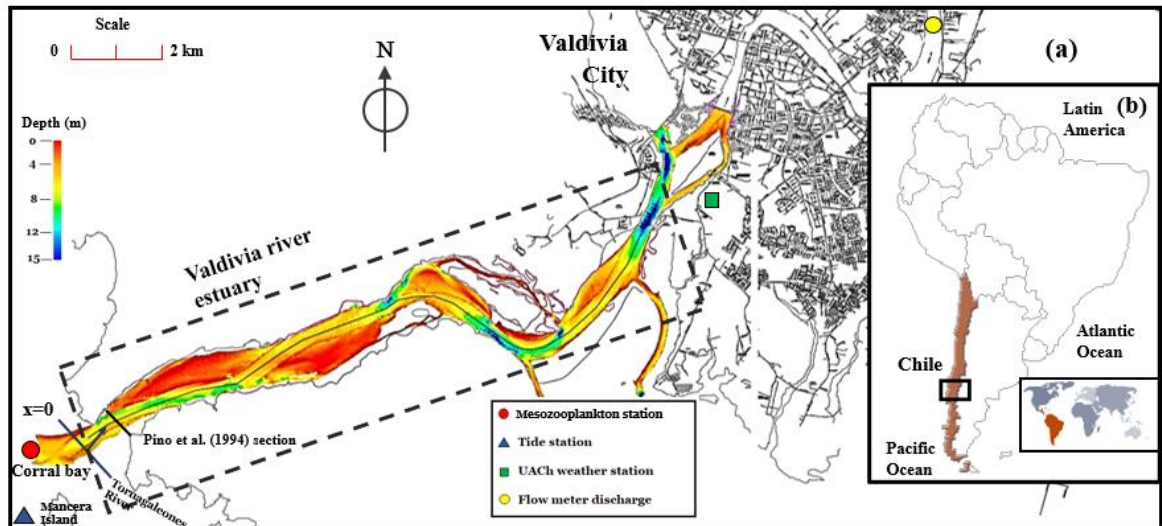 Scale
0 2 km
N
Valdivia
City
(a)
Depth (m)
0
4
8
12
15
Valdivia river
estuary
x=0
Pino et al. (1994) section
Corral bay
Tornagaleones
River
Mancera
Island
Mesozooplankton station
Tide station
UACh weather station
Flow meter discharge
(b)
Latin
America
Atlantic
Ocean
Chile
Pacific
Ocean